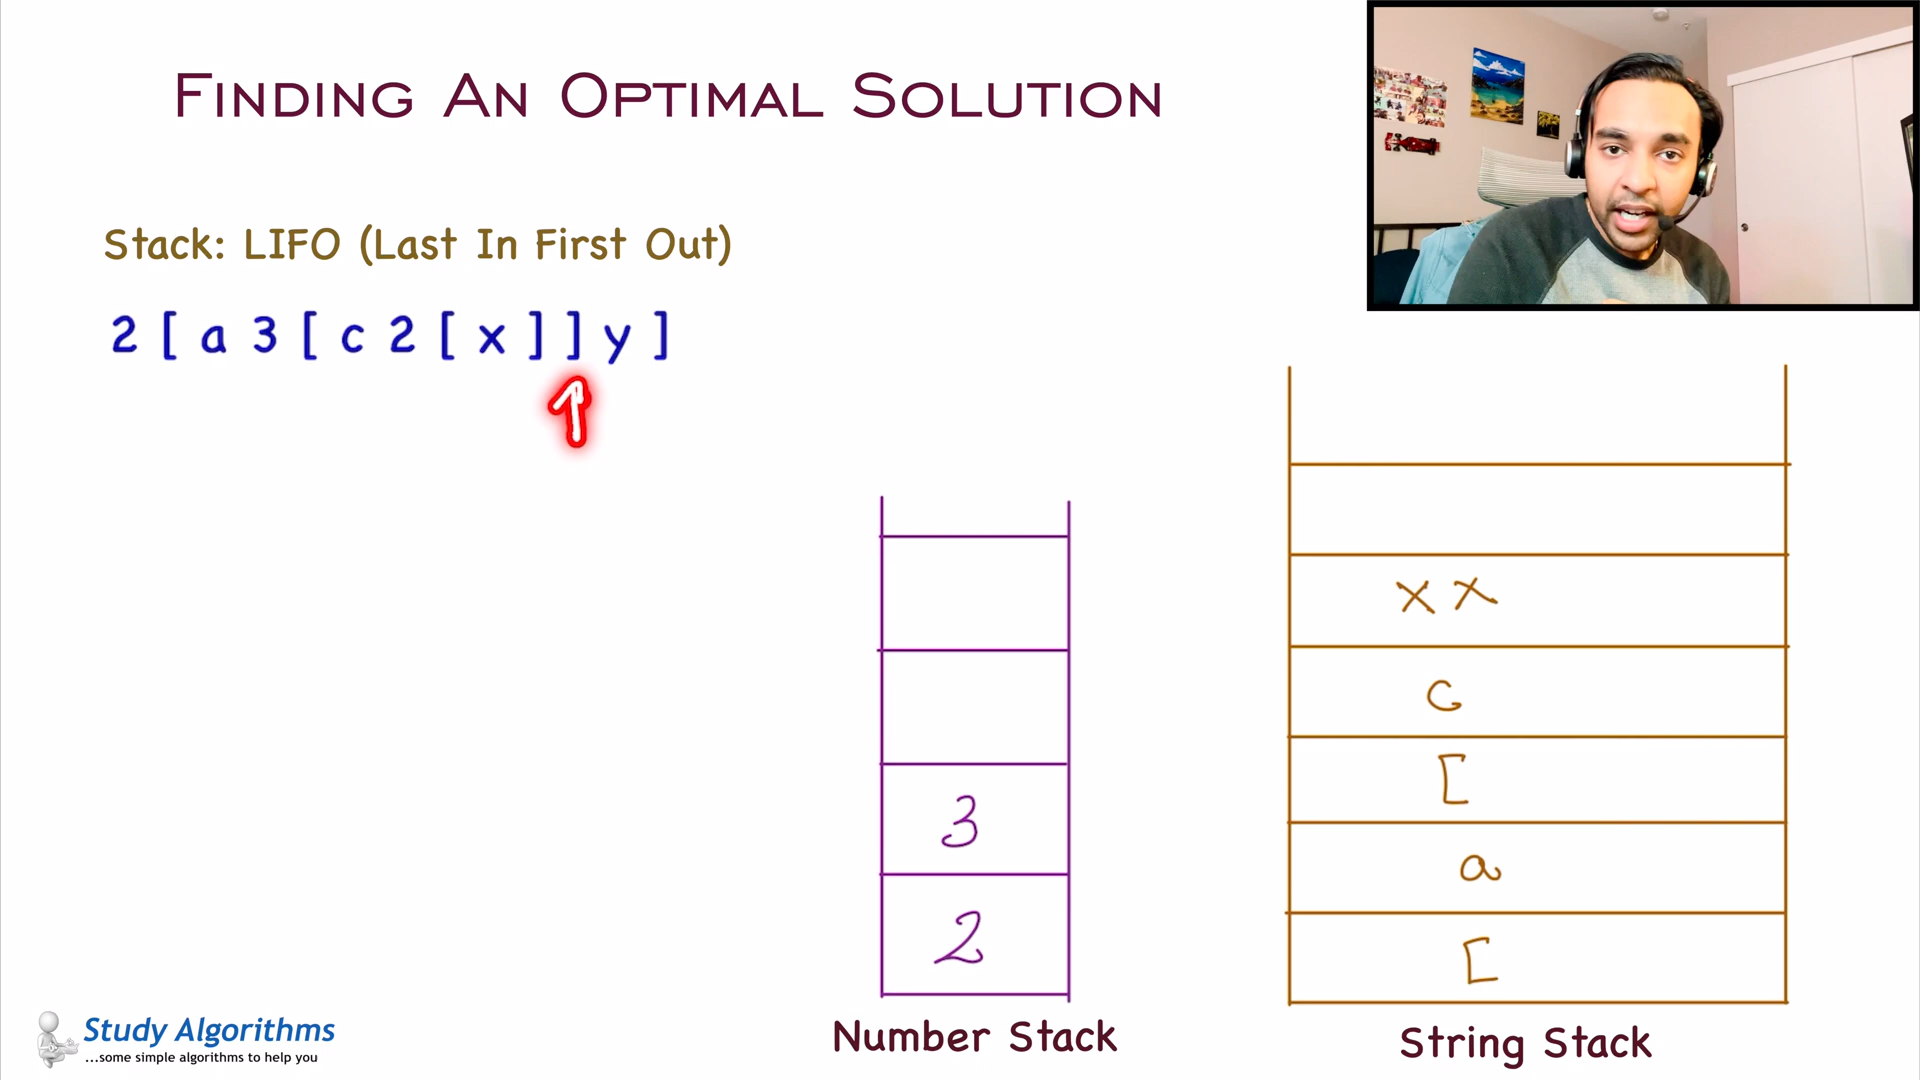 Finding An Optimal Solution
Stack: LIFO (Last In First Out)
2 [ a 3 [ c 2 [ x ] ] y ]
x x
c
[
a
[
3
2
Number Stack
String Stack
Study Algorithms
...some simple algorithms to help you